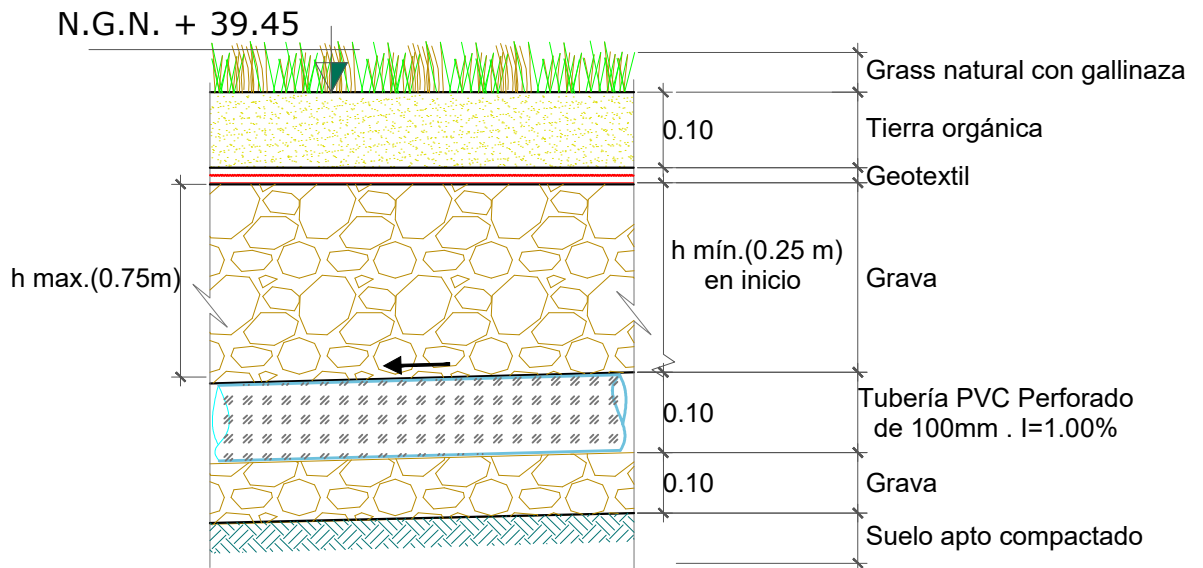 N.G.N. + 39.45
Grass natural con gallinaza
0.10
Tierra orgánica
Geotextil
h max.(0.75m)
h mín.(0.25 m)
en inicio
Grava
0.10
Tubería PVC Perforado
de 100mm . I=1.00%
0.10
Grava
Suelo apto compactado